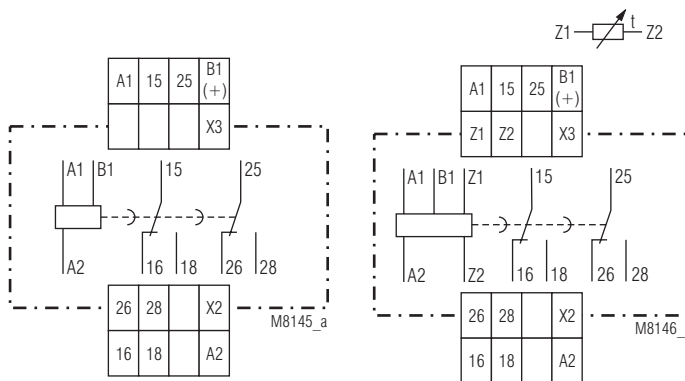 Z1 t Z2
A1 15 25 B1 (+)
X3
A1 B1 15 25
A2 16 18 26 28
26 28 X2
16 18 A2
M8145_a
A1 15 25 B1 (+)
Z1 Z2 X3
A1 B1 Z1 15 25
A2 Z2 16 18 26 28
26 28 X2
16 18 A2
M8146_